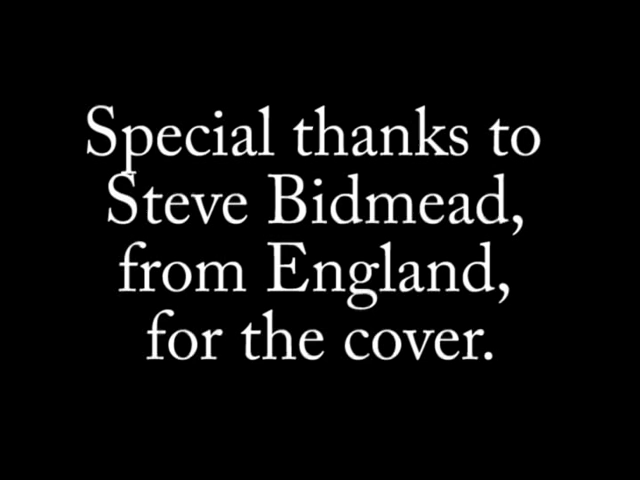 Special thanks to
Steve Bidmead,
from England,
for the cover.